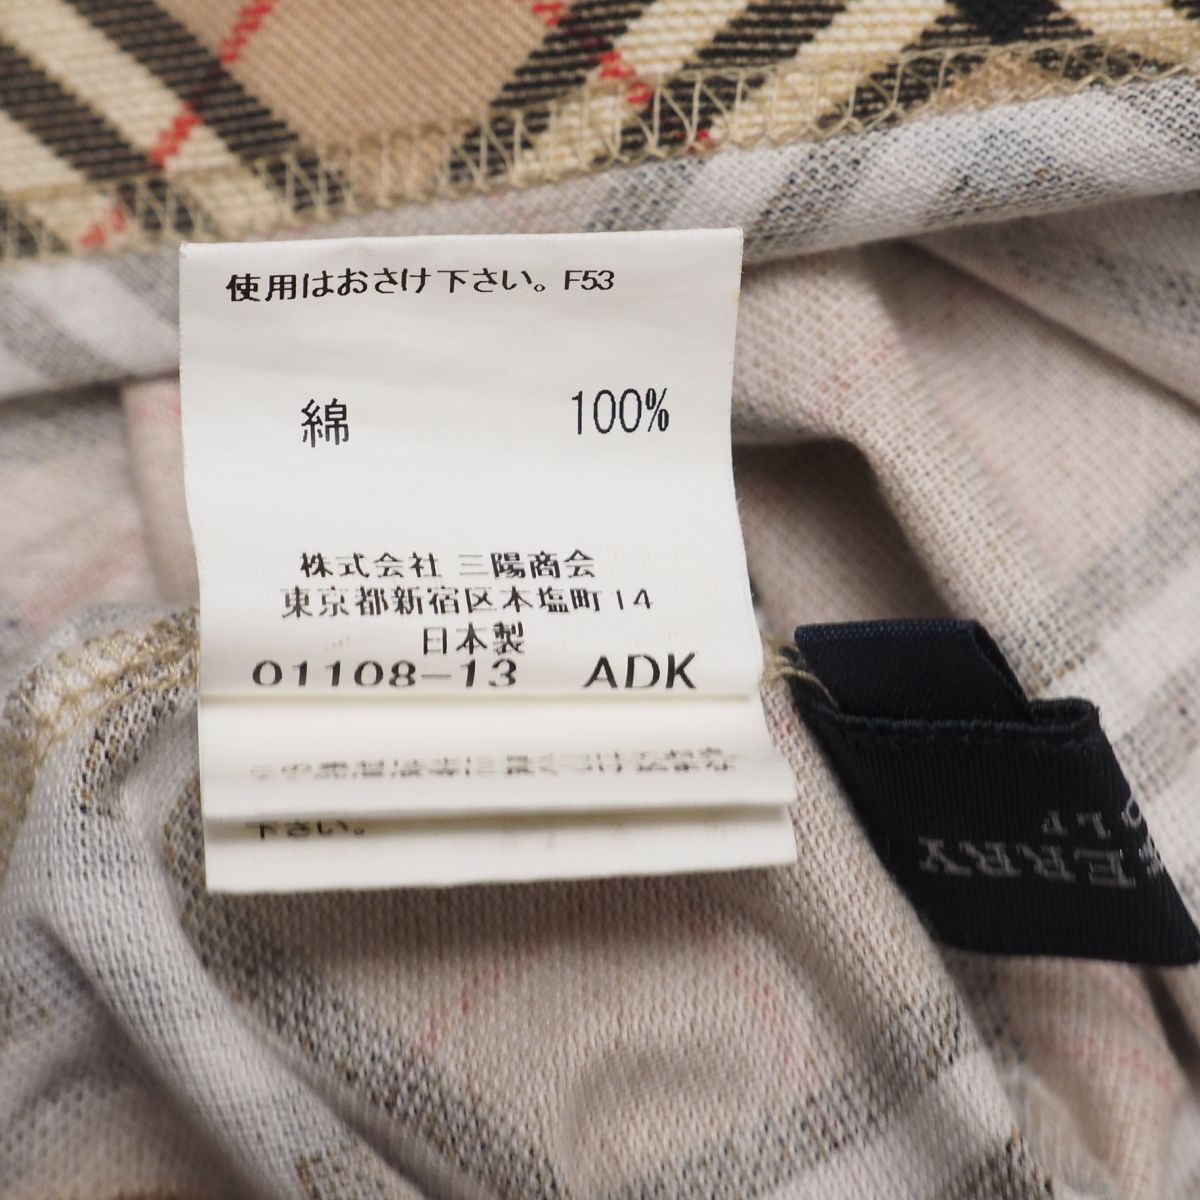 使用はおさけ下さい。F53
綿 100%
株式会社 三陽商会
東京都新宿区本塩町14
日本製
01108-13 ADK
下さい。
ERRY